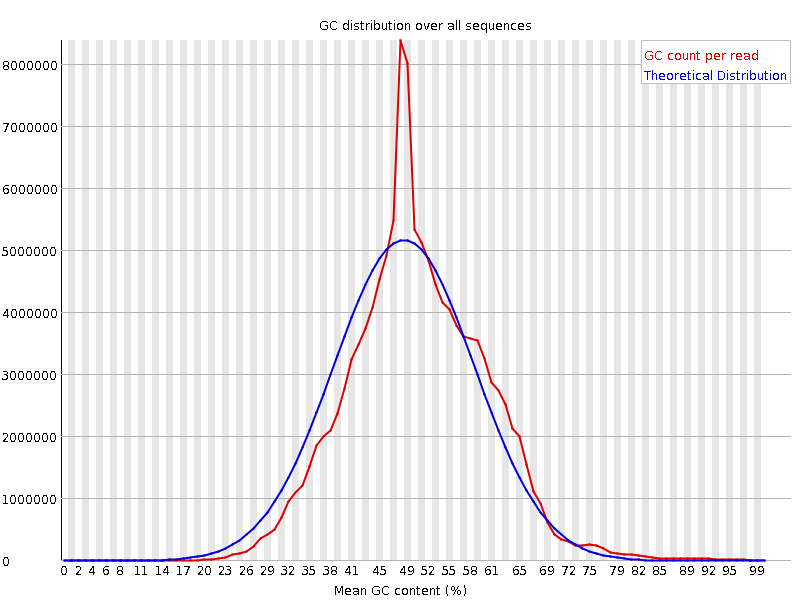 GC distribution over all sequences
GC count per read
Theoretical Distribution
8000000
7000000
6000000
5000000
4000000
3000000
2000000
1000000
0
0 2 4 6 8 11 14 17 20 23 26 29 32 35 38 41 45 49 52 55 58 61 65 69 72 75 79 82 85 89 92 95 99
Mean GC content (%)